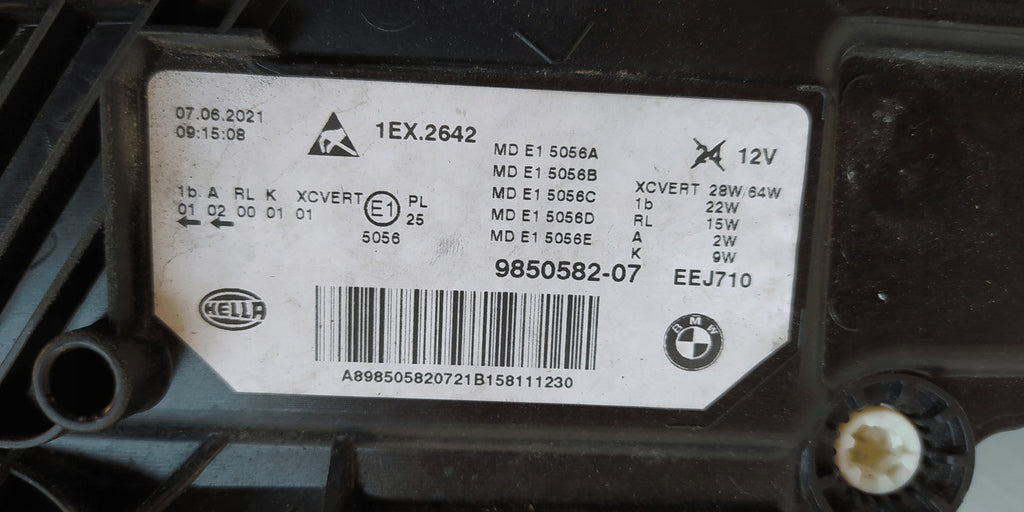 07.06.2021
09:15:08
1EX.2642
MD E1 5056A
MD E1 5056B
MD E1 5056C
MD E1 5056D
MD E1 5056E
24 12V
XCVERT 28W/64W
1b 22W
RL 15W
A 2W
K 9W
1b A RL K XCVERT
01 02 00 01 01
E1
PL
25
5056
9850582-07
EEJ710
HELLA
BMW
A898505820721B158111230